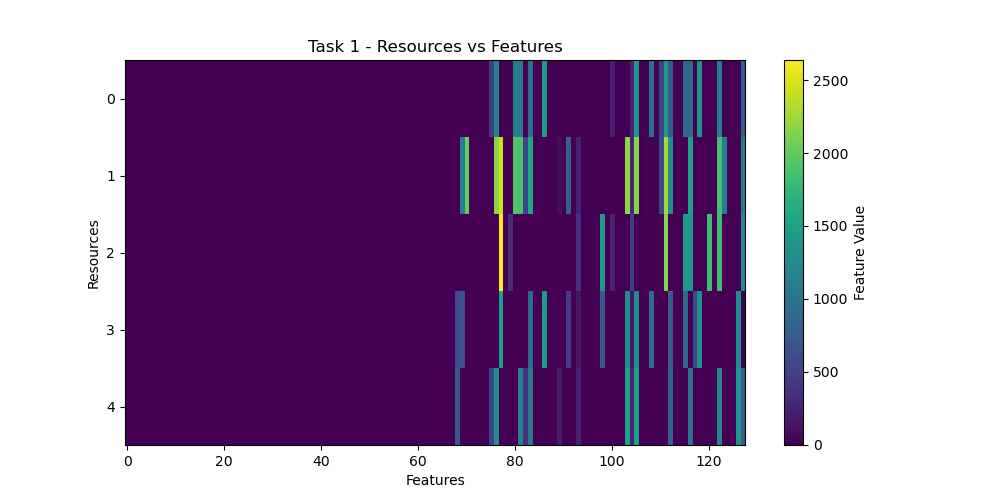 Task 1 - Resources vs Features
Resources
0
1
2
3
4
0 20 40 60 80 100 120
Features
2500
2000
1500
1000
500
0
Feature Value